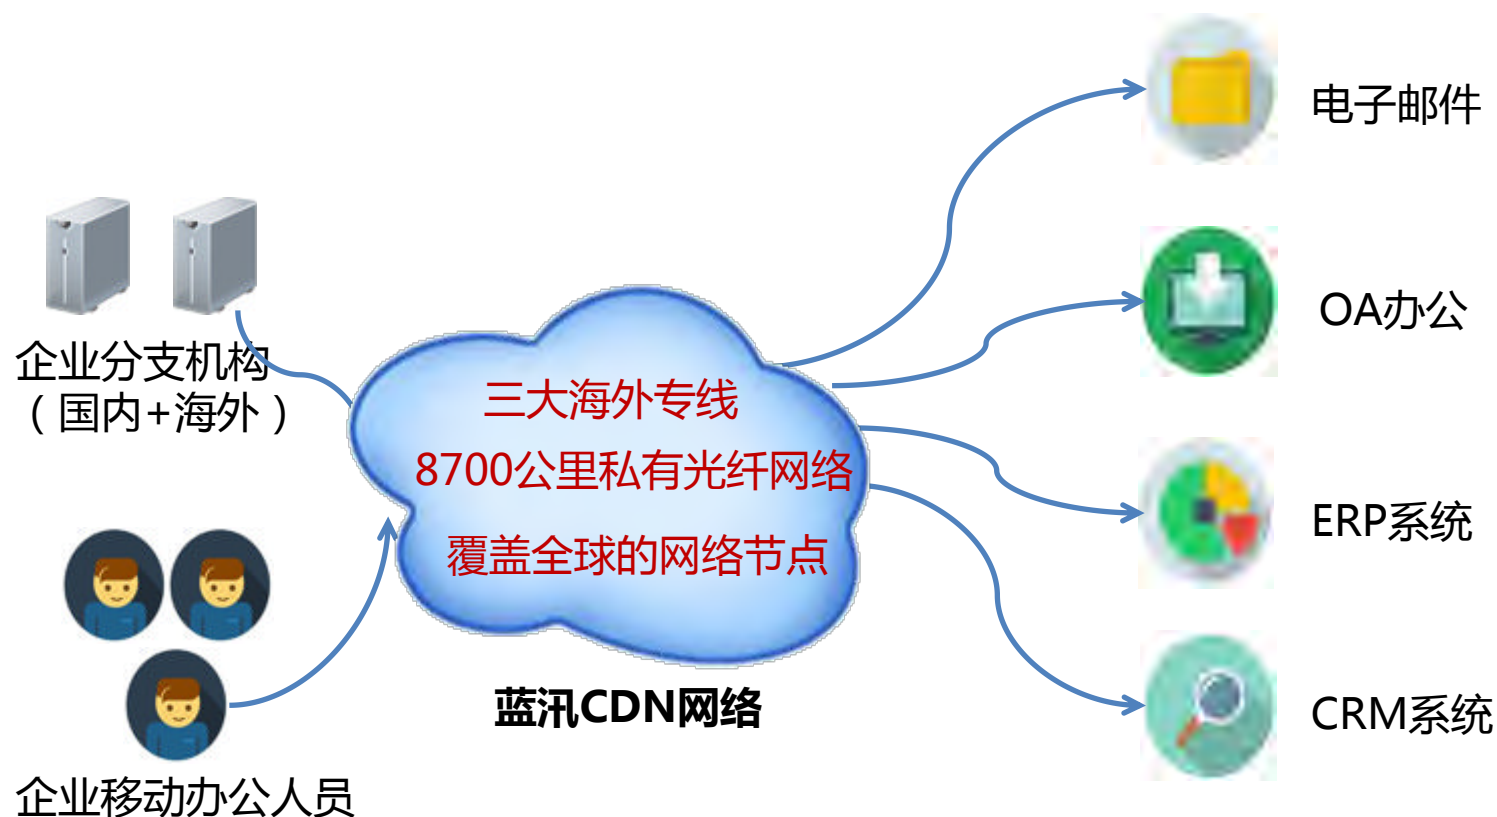 企业分支机构
（国内+海外）
企业移动办公人员
三大海外专线
8700公里私有光纤网络
覆盖全球的网络节点
蓝汛CDN网络
电子邮件
OA办公
ERP系统
CRM系统